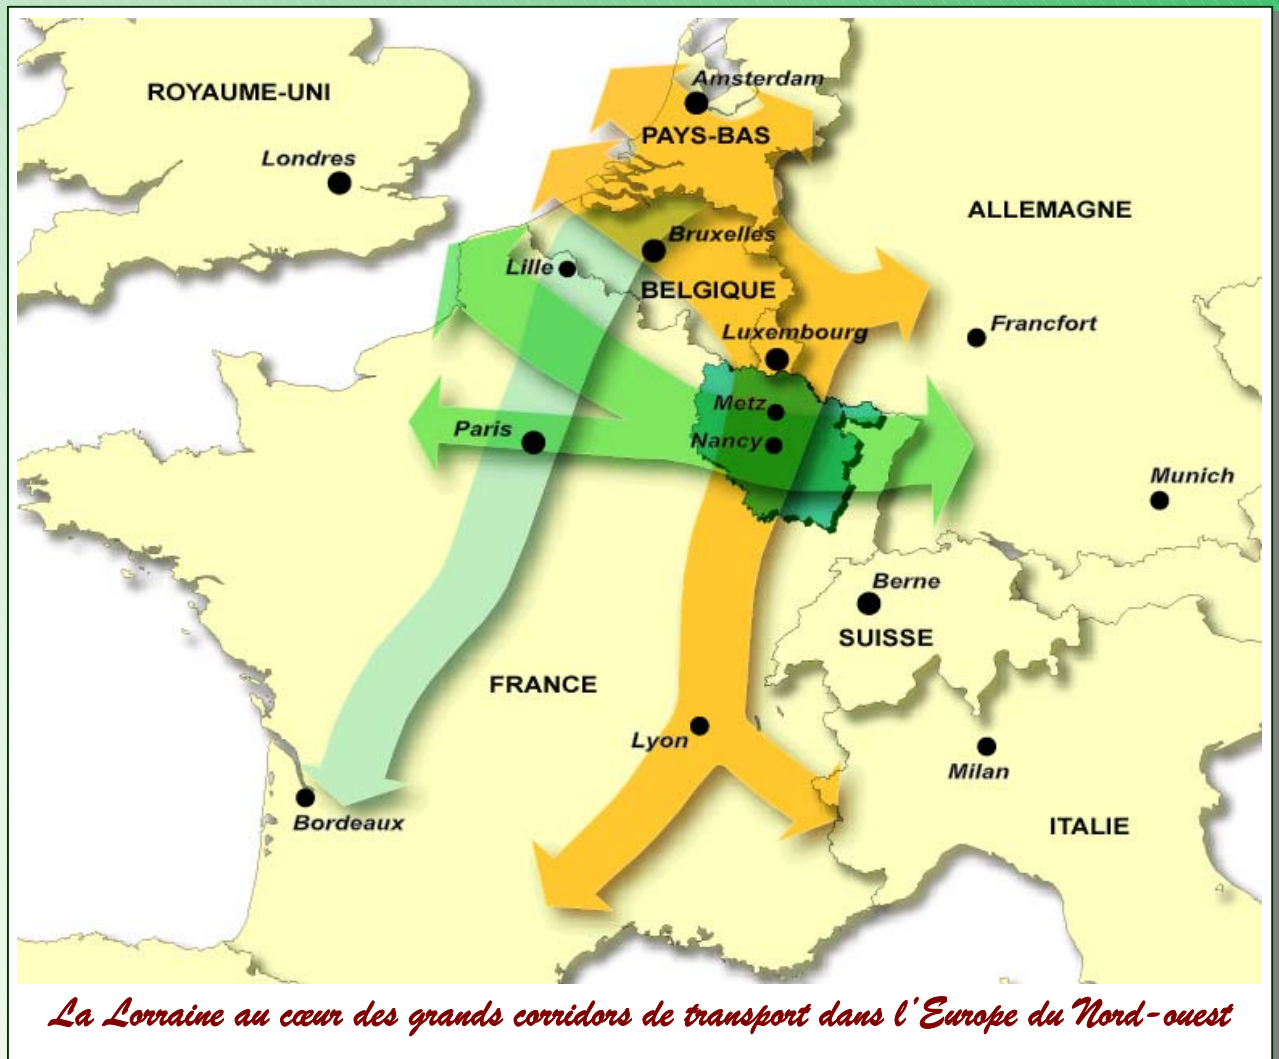 Amsterdam
ROYAUME-UNI
PAYS-BAS
Londres
ALLEMAGNE
Bruxelles
Lille
BELGIQUE
Luxembourg
Francfort
Metz
Paris
Nancy
Munich
Berne
SUISSE
FRANCE
Lyon
Milan
Bordeaux
ITALIE
La Lorraine au cœur des grands corridors de transport dans l'Europe du Nord-ouest